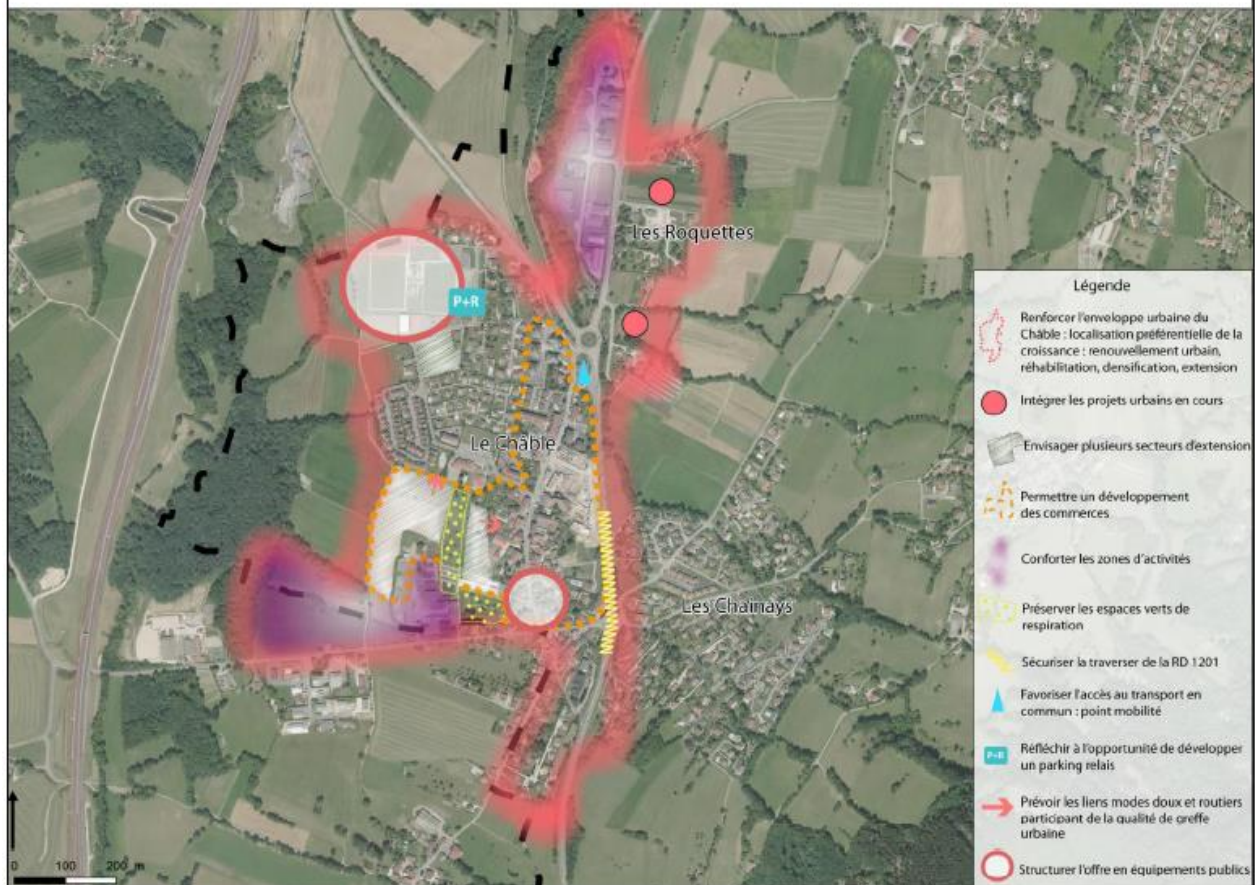 Les Roquettes
P+R
Le Châble
Les Chainays
Légende
Renforcer l'enveloppe urbaine du
Châble : localisation préférentielle de la
croissance : renouvellement urbain,
réhabilitation, densification, extension
Intégrer les projets urbains en cours
Envisager plusieurs secteurs d'extension
Permettre un développement
des commerces
Conforter les zones d'activités
Préserver les espaces verts de
respiration
Sécuriser la traverser de la RD 1201
Favoriser l'accès au transport en
commun : point mobilité
P+R
Réfléchir à l'opportunité de développer
un parking relais
Prévoir les liens modes doux et routiers
participant de la qualité de greffe
urbaine
Structurer l'offre en équipements publics
0 100 200 m